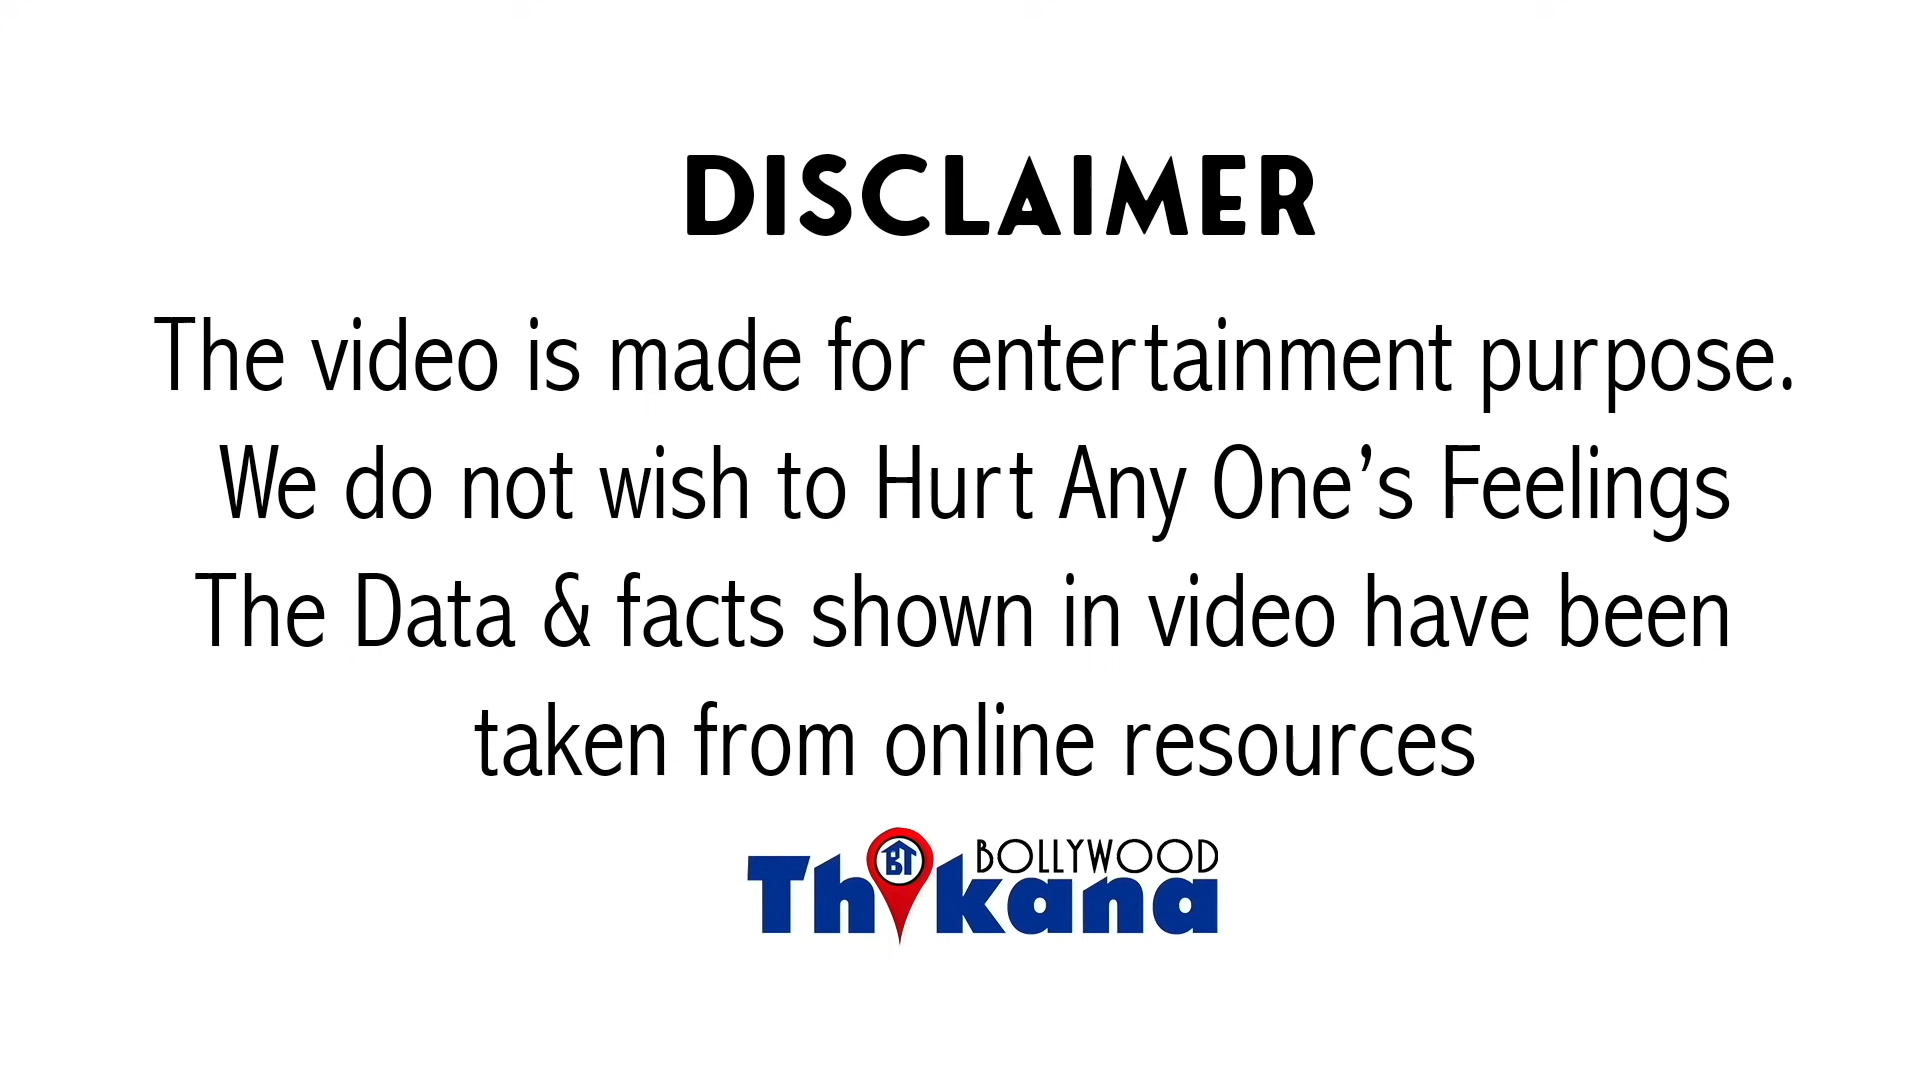 DISCLAIMER
The video is made for entertainment purpose.
We do not wish to Hurt Any One’s Feelings
The Data & facts shown in video have been
taken from online resources
BT
BOLLYWOOD
Thikana